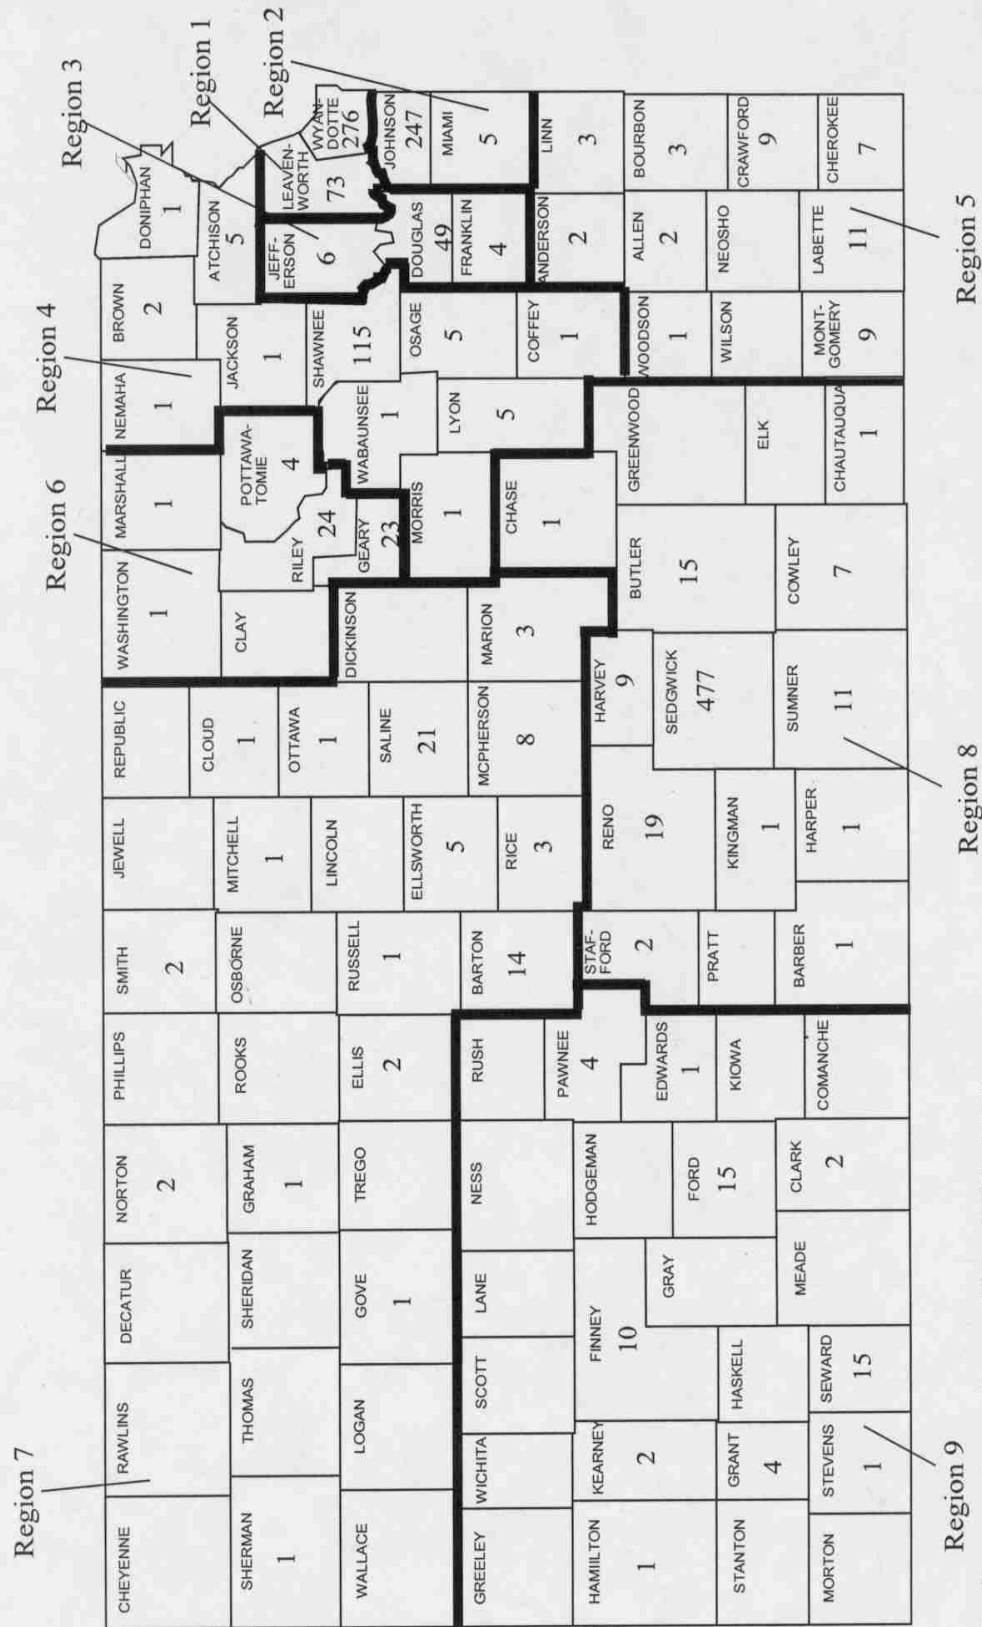 Region 7
Region 6
Region 4
Region 3
Region 1
Region 2
CHEYENNE
RAWLINS
DECATUR
NORTON
2
PHILLIPS
SMITH
2
JEWELL
REPUBLIC
WASHINGTON
1
MARSHALL
1
NEMAHA
1
BROWN
2
DONIPHAN
1
ATCHISON
5
SHERMAN
1
THOMAS
SHERIDAN
GRAHAM
1
ROOKS
OSBORNE
MITCHELL
1
CLOUD
1
CLAY
RILEY
24
POTTAWA-
TOMIE
4
JACKSON
1
JEFF-
ERSON
6
LEAVEN-
WORTH
73
WYAN-
DOTTE
276
WALLACE
LOGAN
GOVE
1
TREGO
ELLIS
2
RUSSELL
1
LINCOLN
OTTAWA
1
SALINE
21
DICKINSON
GEARY
23
WABAUNSEE
1
SHAWNEE
115
DOUGLAS
49
JOHNSON
247
GREELEY
WICHITA
SCOTT
LANE
NESS
RUSH
BARTON
14
ELLSWORTH
5
RICE
3
MCPHERSON
8
MARION
3
MORRIS
1
LYON
5
OSAGE
5
FRANKLIN
4
MIAMI
5
HAMIILTON
1
KEARNEY
2
FINNEY
10
HODGEMAN
PAWNEE
4
STAF-
FORD
2
RENO
19
HARVEY
9
CHASE
1
COFFEY
1
ANDERSON
2
LINN
3
STANTON
GRANT
4
HASKELL
GRAY
FORD
15
EDWARDS
1
KIOWA
PRATT
KINGMAN
1
SEDGWICK
477
BUTLER
15
GREENWOOD
WOODSON
1
ALLEN
2
BOURBON
3
MORTON
STEVENS
1
SEWARD
15
MEADE
CLARK
2
COMANCHE
BARBER
1
HARPER
1
SUMNER
11
COWLEY
7
ELK
CHAUTAUQUA
1
WILSON
MONT-
GOMERY
9
NEOSHO
LABETTE
11
CRAWFORD
9
CHEROKEE
7
Region 9
Region 8
Region 5